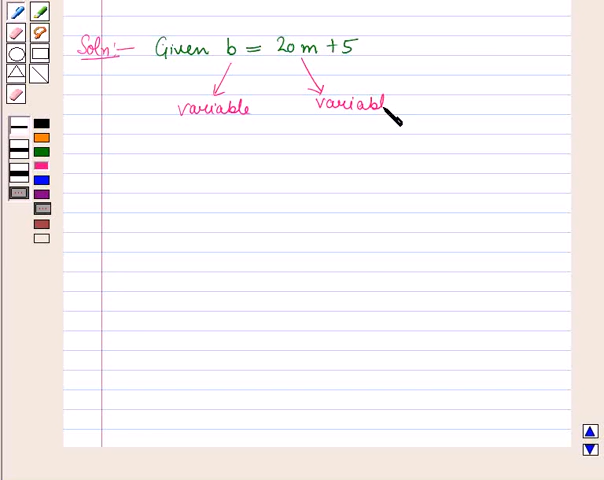 Soln:- Given b = 20m + 5
variable variabl